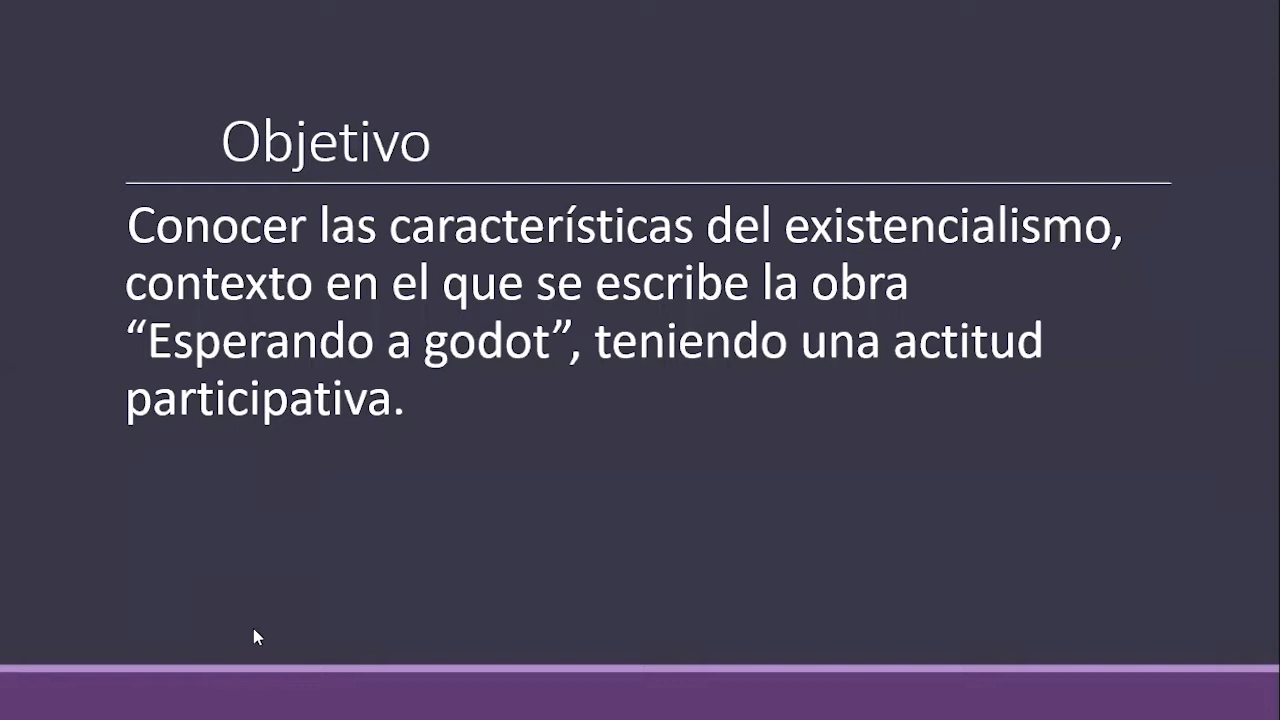 Objetivo
Conocer las características del existencialismo,
contexto en el que se escribe la obra
“Esperando a godot”, teniendo una actitud
participativa.